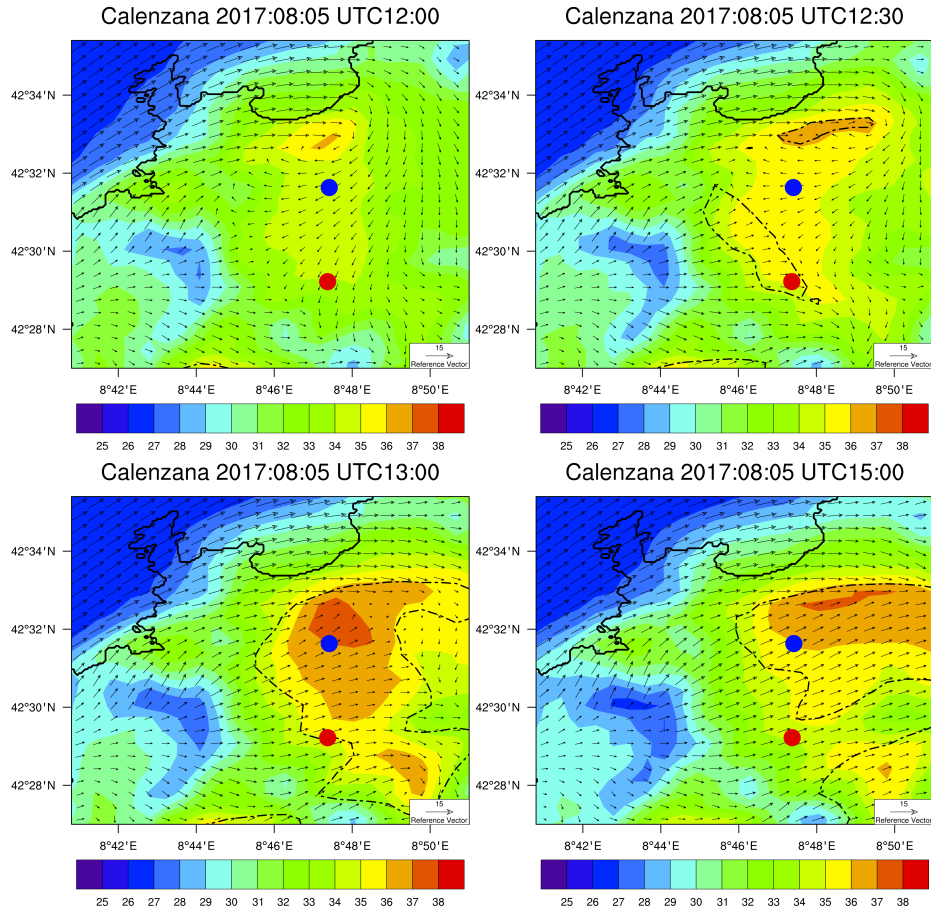 Calenzana 2017:08:05 UTC12:00
42°34'N
42°32'N
42°30'N
42°28'N
15
Reference Vector
8°42'E 8°44'E 8°46'E 8°48'E 8°50'E
25 26 27 28 29 30 31 32 33 34 35 36 37 38
Calenzana 2017:08:05 UTC12:30
42°34'N
42°32'N
42°30'N
42°28'N
15
Reference Vector
8°42'E 8°44'E 8°46'E 8°48'E 8°50'E
25 26 27 28 29 30 31 32 33 34 35 36 37 38
Calenzana 2017:08:05 UTC13:00
42°34'N
42°32'N
42°30'N
42°28'N
15
Reference Vector
8°42'E 8°44'E 8°46'E 8°48'E 8°50'E
25 26 27 28 29 30 31 32 33 34 35 36 37 38
Calenzana 2017:08:05 UTC15:00
42°34'N
42°32'N
42°30'N
42°28'N
15
Reference Vector
8°42'E 8°44'E 8°46'E 8°48'E 8°50'E
25 26 27 28 29 30 31 32 33 34 35 36 37 38